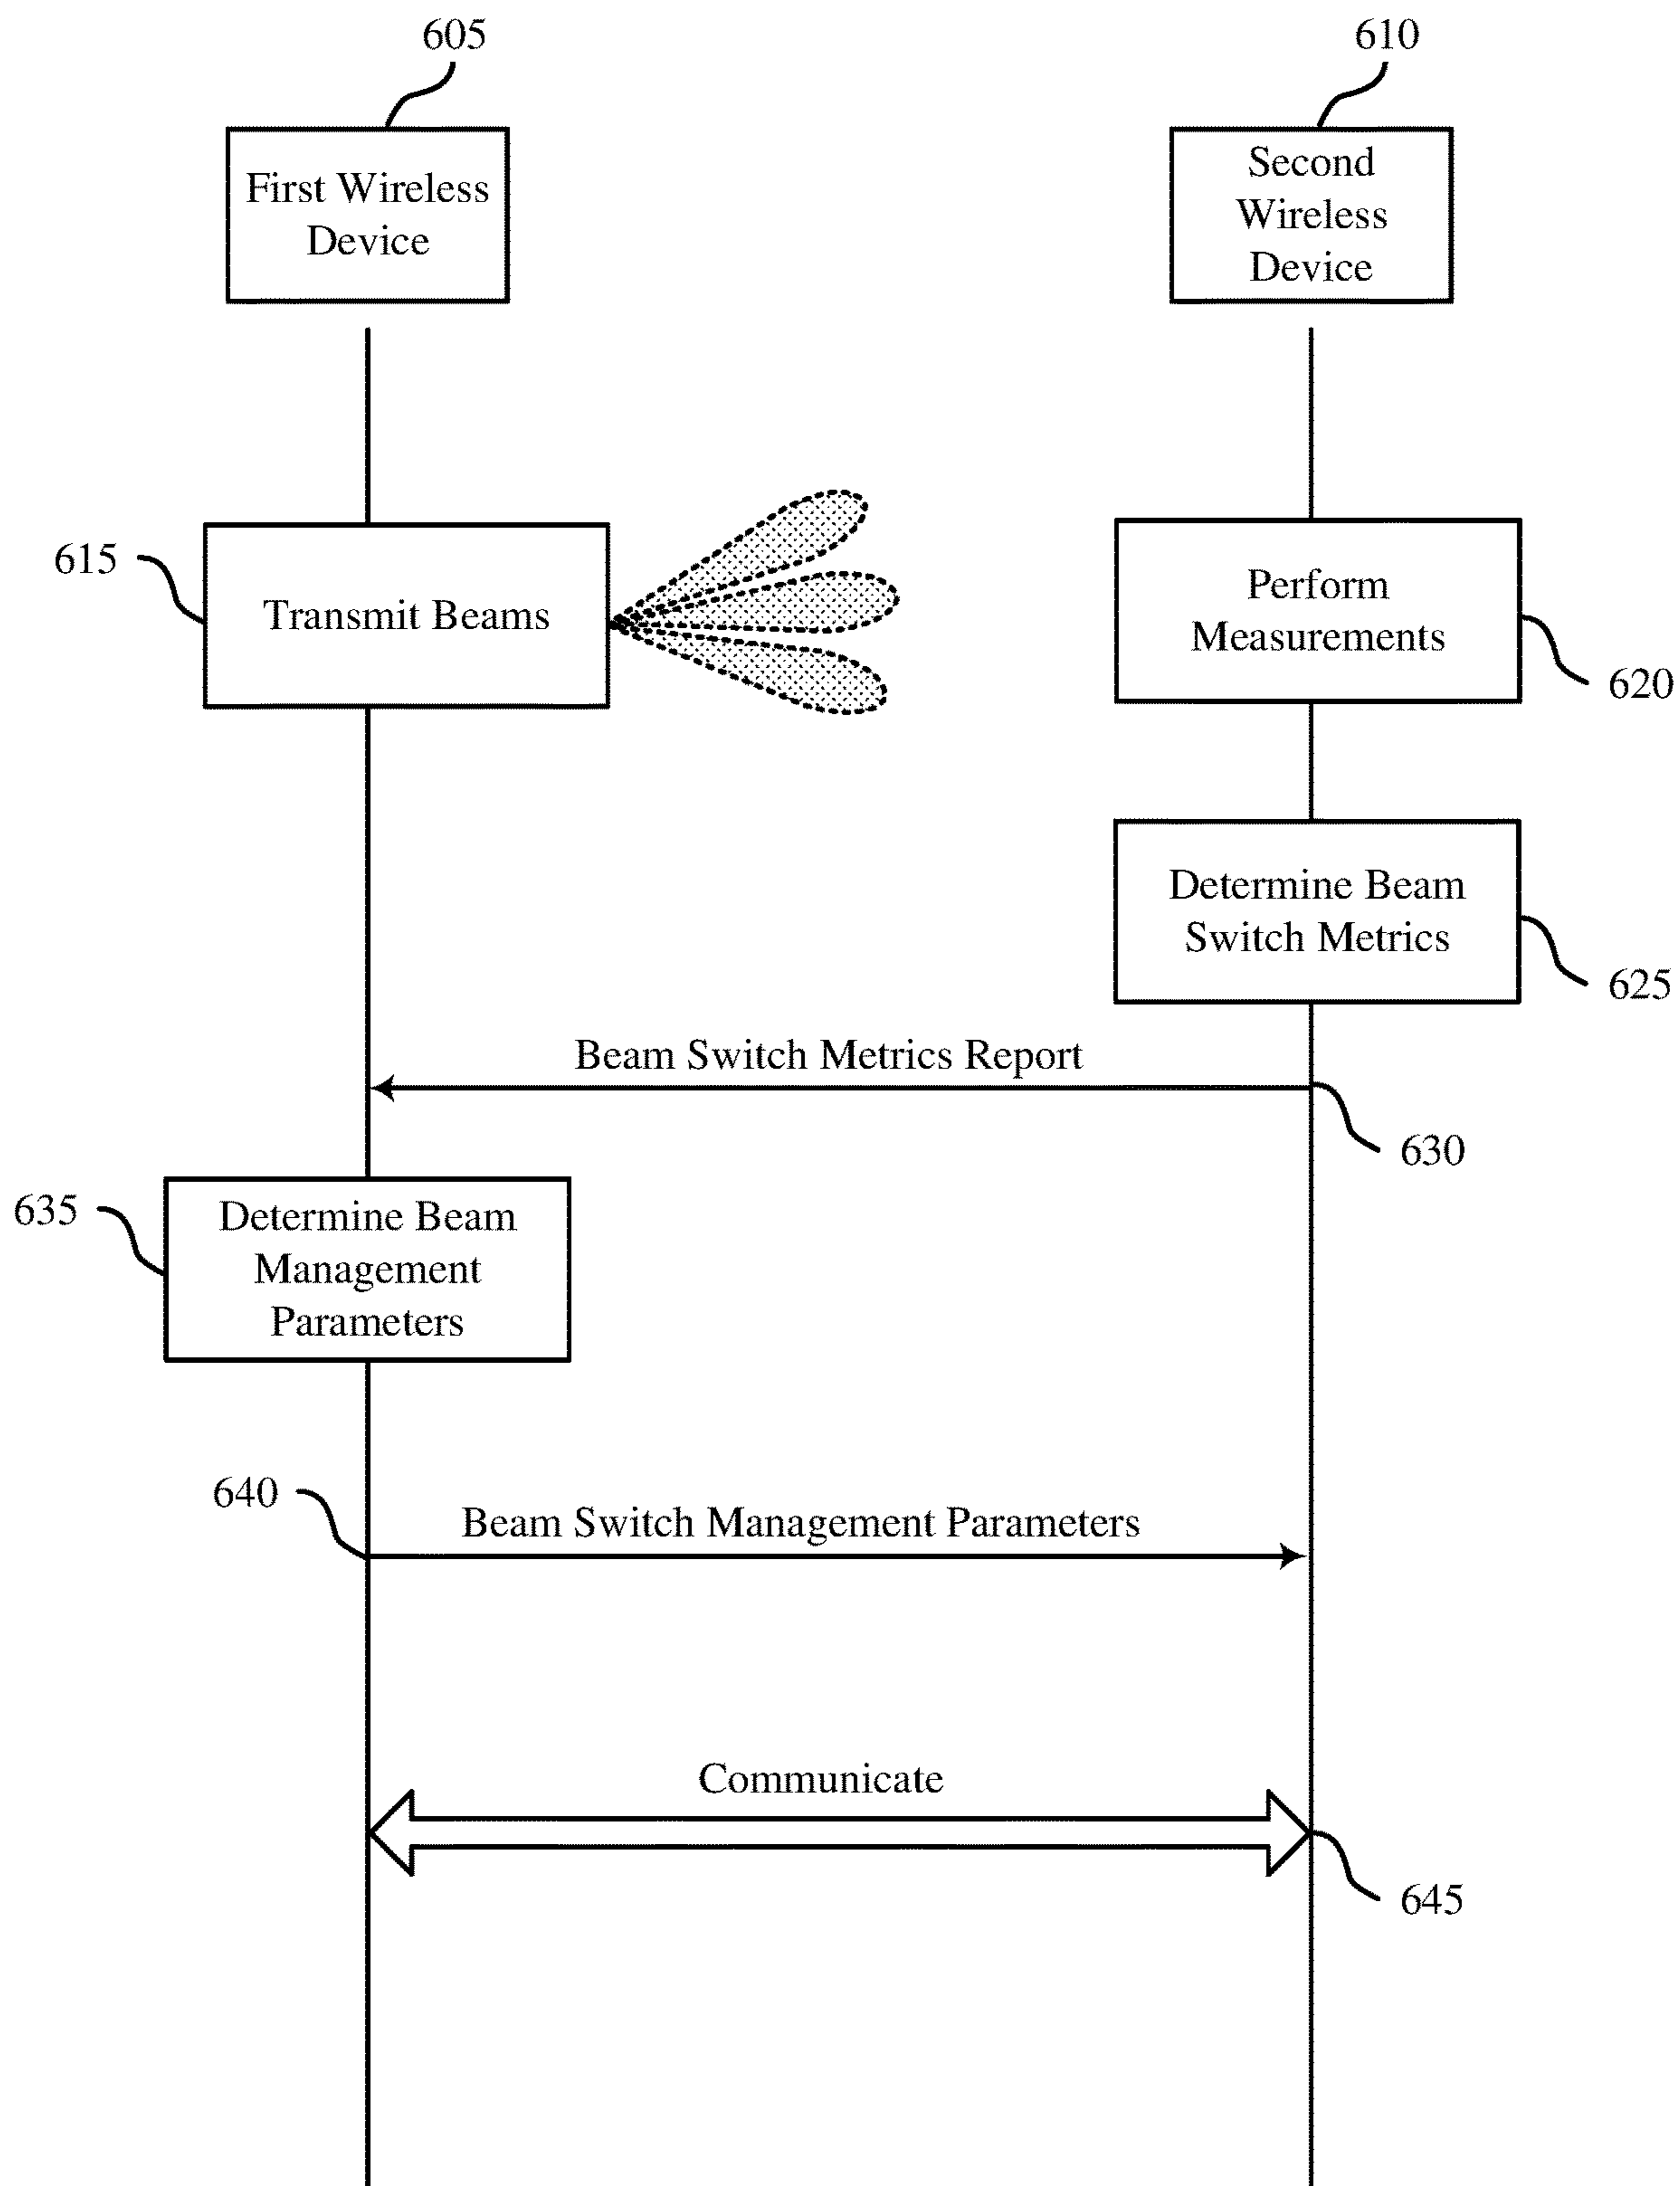 605
610
First Wireless
Device
Second
Wireless
Device
615
Transmit Beams
Perform
Measurements
620
Determine Beam
Switch Metrics
625
Beam Switch Metrics Report
630
635
Determine Beam
Management
Parameters
640
Beam Switch Management Parameters
Communicate
645